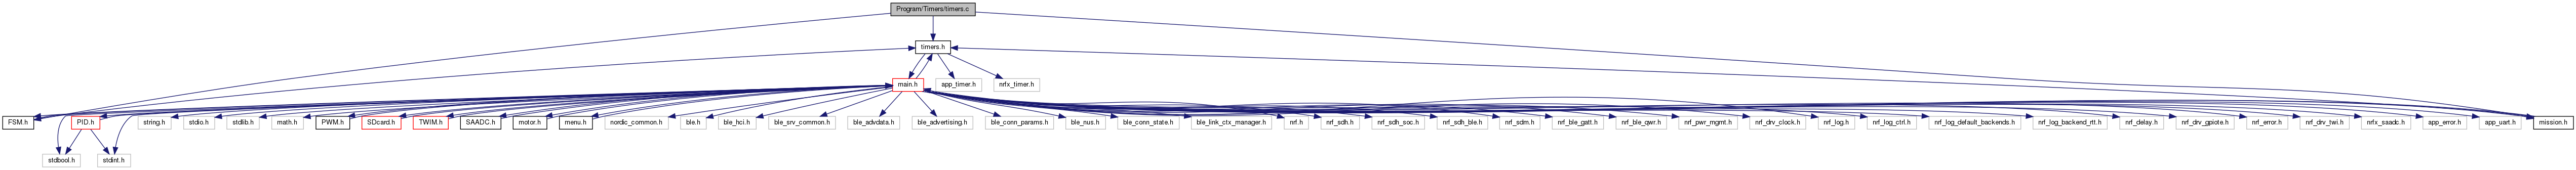 Program/Timers/timers.c
timers.h
main.h
app_timer.h
nrfx_timer.h
FSM.h
PID.h
string.h
stdio.h
stdlib.h
math.h
PWM.h
SDcard.h
TWIM.h
SAADC.h
motor.h
menu.h
nordic_common.h
ble.h
ble_hci.h
ble_srv_common.h
ble_advdata.h
ble_advertising.h
ble_conn_params.h
ble_nus.h
ble_conn_state.h
ble_link_ctx_manager.h
nrf.h
nrf_sdh.h
nrf_sdh_soc.h
nrf_sdh_ble.h
nrf_sdm.h
nrf_ble_gatt.h
nrf_ble_qwr.h
nrf_pwr_mgmt.h
nrf_drv_clock.h
nrf_log.h
nrf_log_ctrl.h
nrf_log_default_backends.h
nrf_log_backend_rtt.h
nrf_delay.h
nrf_drv_gpiote.h
nrf_error.h
nrf_drv_twi.h
nrfx_saadc.h
app_error.h
app_uart.h
mission.h
stdbool.h
stdint.h